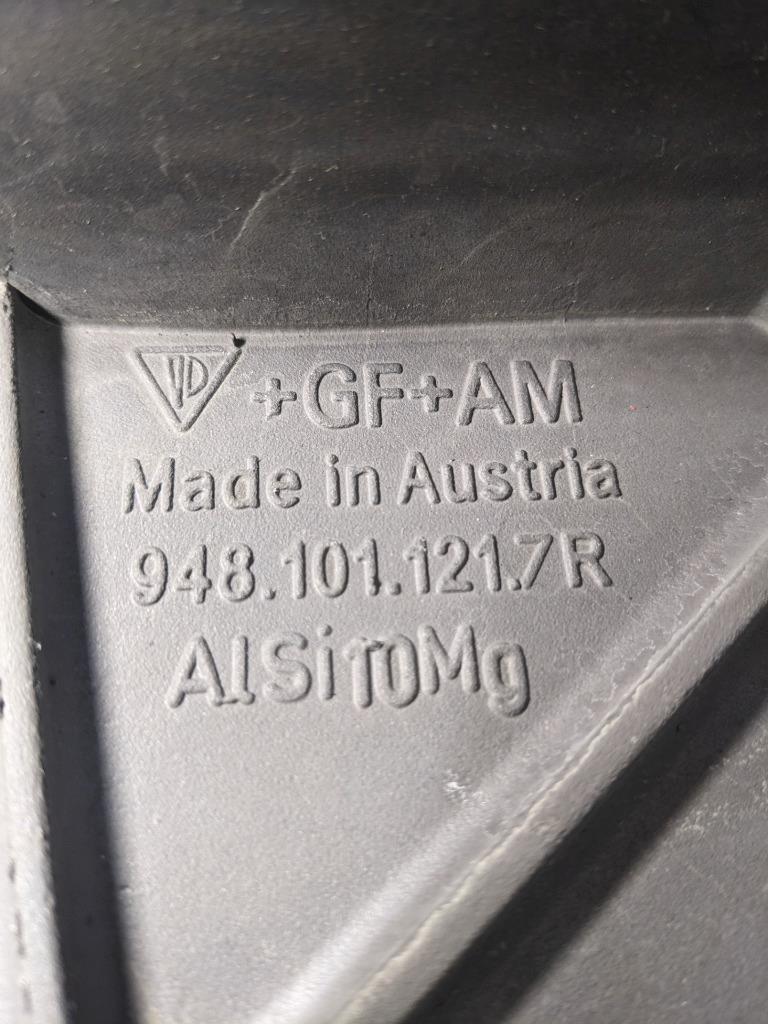 +GF+AM
Made in Austria
948.101.121.7R
AlSi10Mg